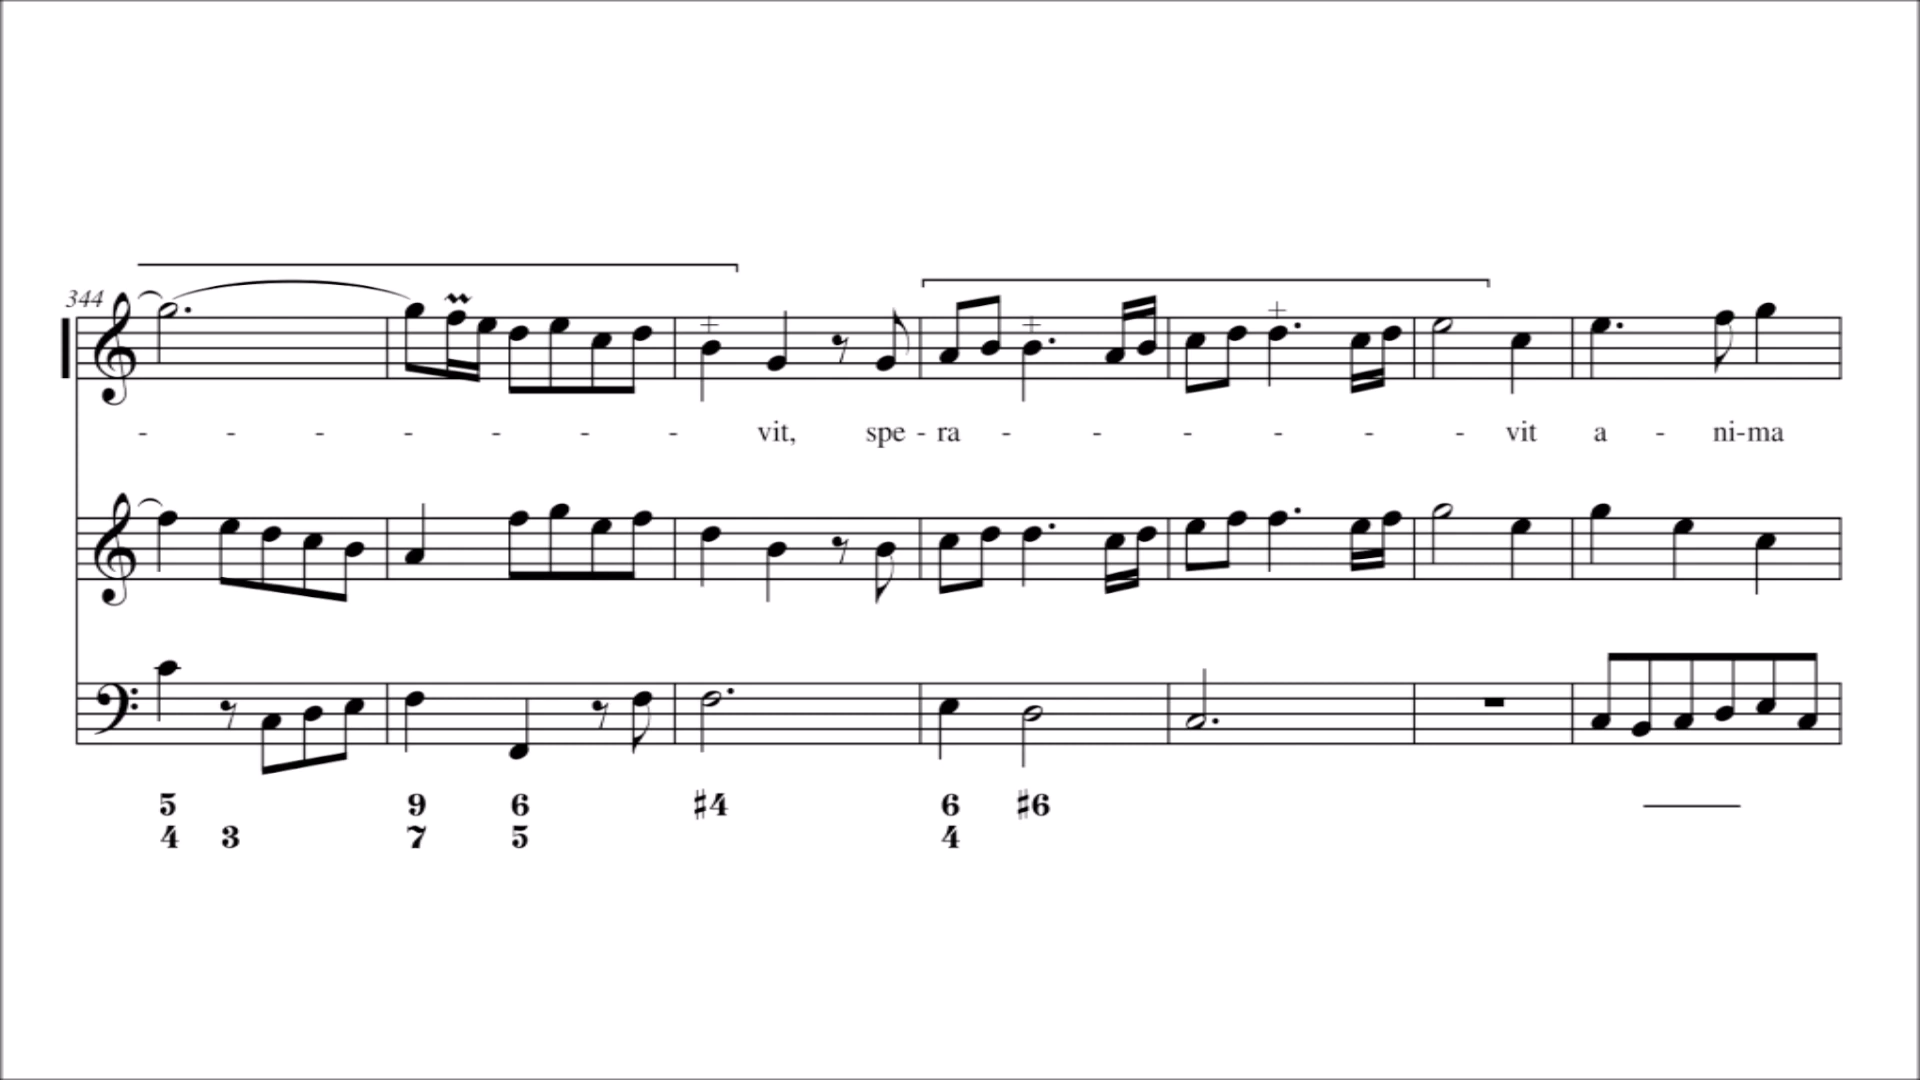 344
- - - - - - - vit, spe - ra - - - - - - vit a - ni-ma
5 9 6 ♯4 6 ♯6
4 3 7 5 4